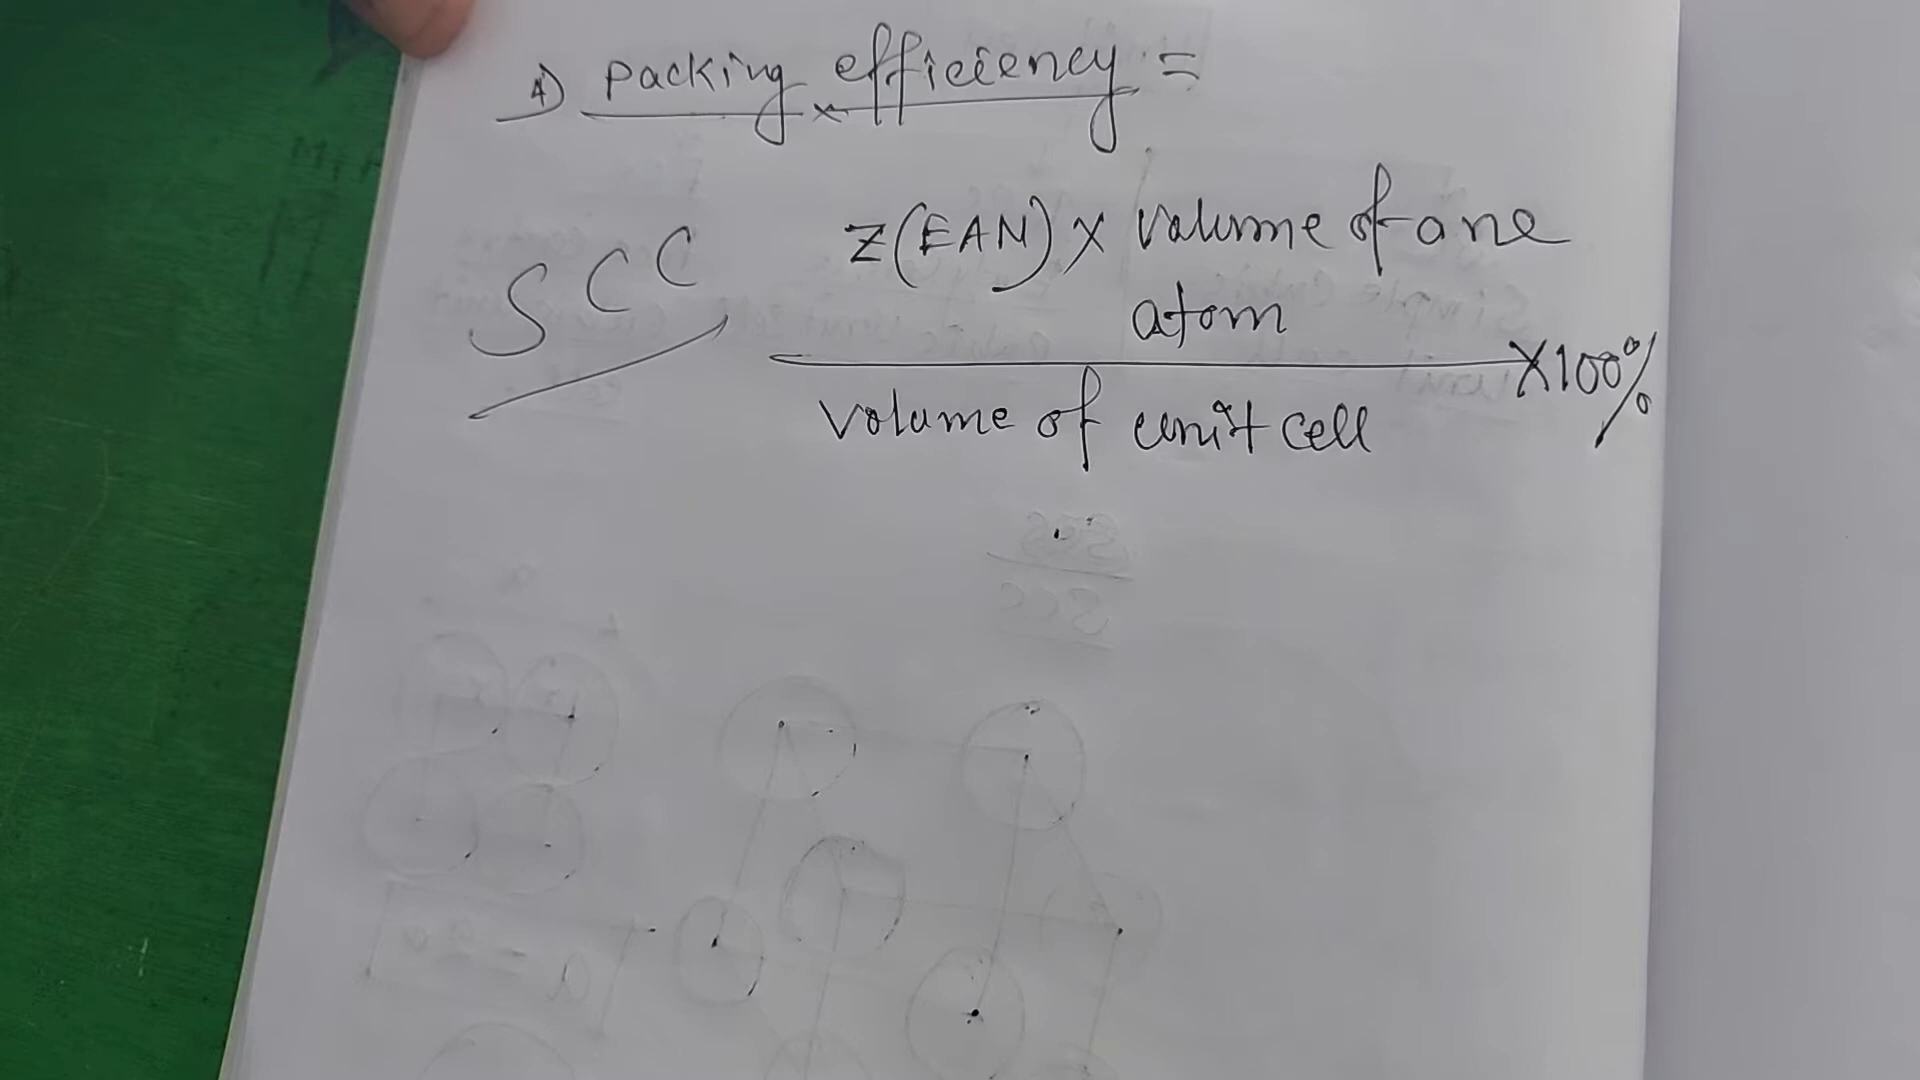 4) Packing efficiency =
SCC
Z(EAN) X Volume of one
atom
X100%
Volume of unit cell